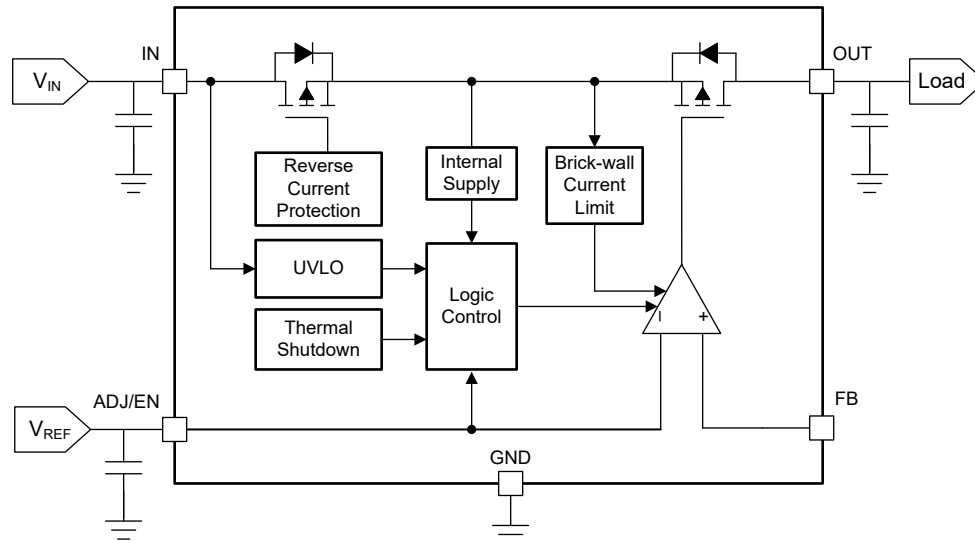 IN
OUT
VIN
Load
Reverse
Current
Protection
Internal
Supply
Brick-wall
Current
Limit
UVLO
Logic
Control
Thermal
Shutdown
–
+
ADJ/EN
VREF
FB
GND